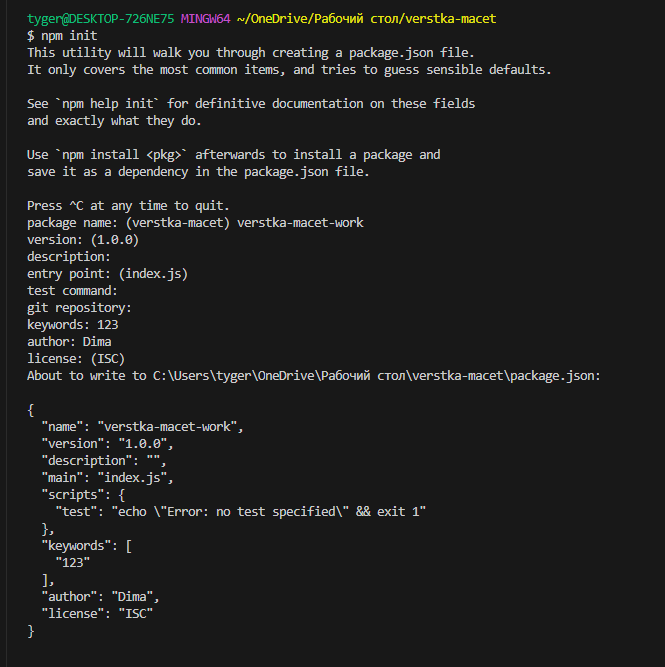 tyger@DESKTOP-726NE75 MINGW64 ~/OneDrive/Рабочий стол/verstka-macet
$ npm init
This utility will walk you through creating a package.json file.
It only covers the most common items, and tries to guess sensible defaults.

See `npm help init` for definitive documentation on these fields
and exactly what they do.

Use `npm install <pkg>` afterwards to install a package and
save it as a dependency in the package.json file.

Press ^C at any time to quit.
package name: (verstka-macet) verstka-macet-work
version: (1.0.0)
description:
entry point: (index.js)
test command:
git repository:
keywords: 123
author: Dima
license: (ISC)
About to write to C:\Users\tyger\OneDrive\Рабочий стол\verstka-macet\package.json:

{
  "name": "verstka-macet-work",
  "version": "1.0.0",
  "description": "",
  "main": "index.js",
  "scripts": {
    "test": "echo \"Error: no test specified\" && exit 1"
  },
  "keywords": [
    "123"
  ],
  "author": "Dima",
  "license": "ISC"
}